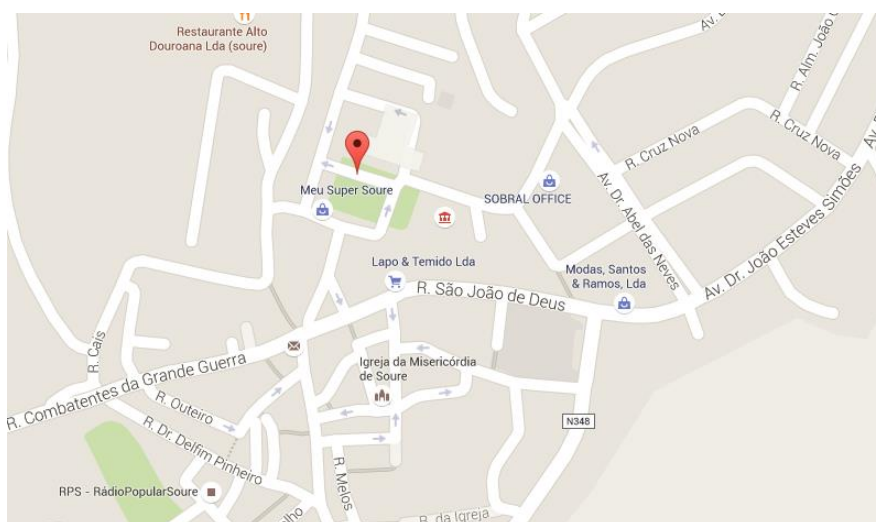 Restaurante Alto
Douroana Lda (soure)
R. Alm. João
R. Cruz Nova
R. Cruz Nova
Meu Super Soure
SOBRAL OFFICE
Av. Dr. Abel das Neves
Av. Dr. João Esteves Simões
Lapo & Temido Lda
Modas, Santos
& Ramos, Lda
R. São João de Deus
R. Cais
Igreja da Misericórdia
de Soure
R. Combatentes da Grande Guerra
R. Outeiro
N348
R. Dr. Delfim Pinheiro
R. Melos
RPS - RádioPopularSoure
R. da Igreja